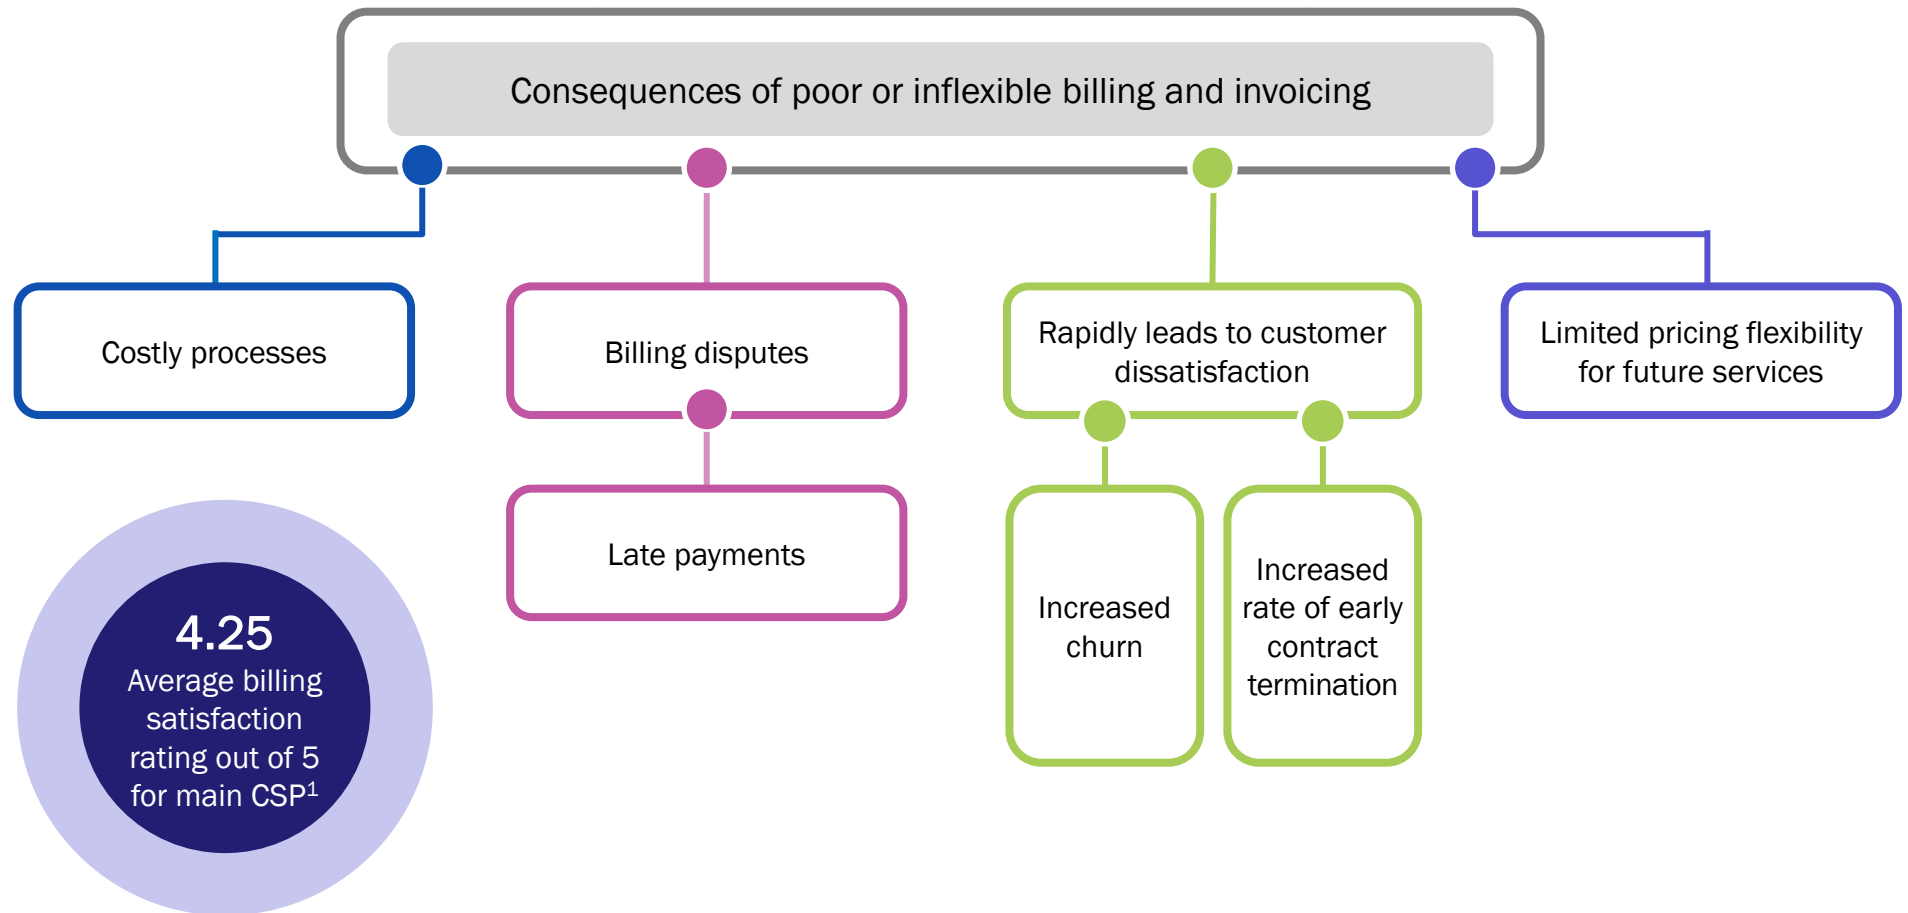 Consequences of poor or inflexible billing and invoicing
Costly processes
Billing disputes
Rapidly leads to customer
dissatisfaction
Limited pricing flexibility
for future services
Late payments
Increased
churn
Increased
rate of early
contract
termination
4.25
Average billing
satisfaction
rating out of 5
for main CSP¹